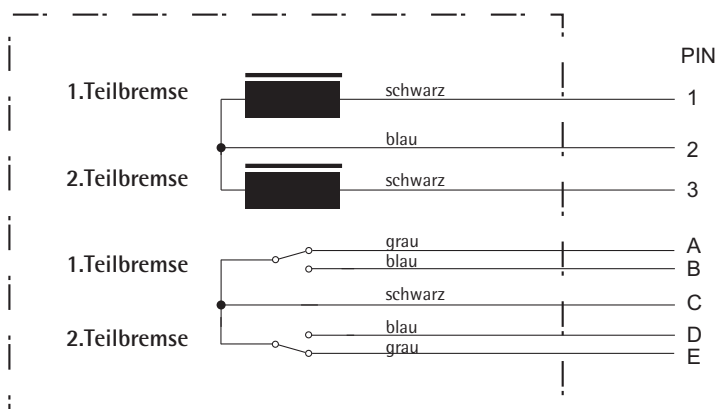 PIN
1.Teilbremse
schwarz
1
blau
2
2.Teilbremse
schwarz
3
grau
A
1.Teilbremse
blau
B
schwarz
C
blau
D
2.Teilbremse
grau
E